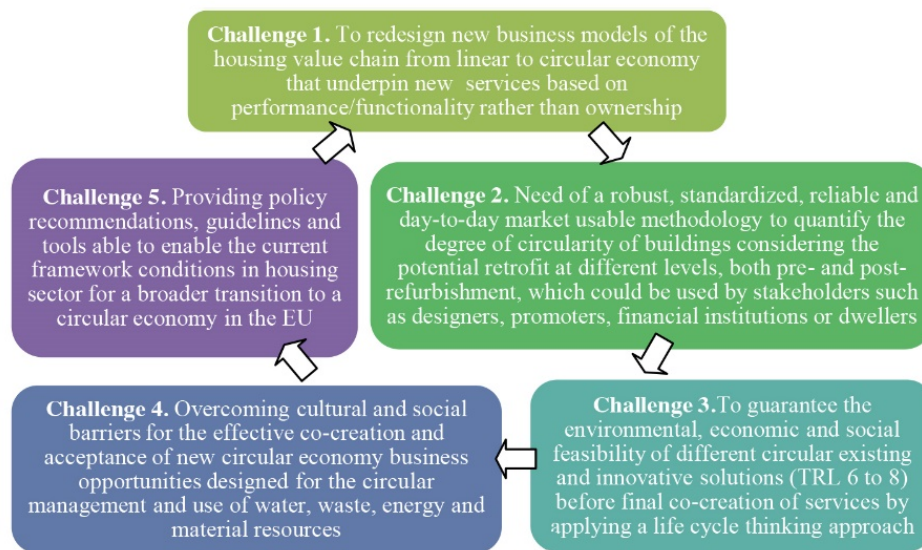 Challenge 1. To redesign new business models of the
housing value chain from linear to circular economy
that underpin new services based on
performance/functionality rather than ownership
Challenge 2. Need of a robust, standardized, reliable and
day-to-day market usable methodology to quantify the
degree of circularity of buildings considering the
potential retrofit at different levels, both pre- and post-
refurbishment, which could be used by stakeholders such
as designers, promoters, financial institutions or dwellers
Challenge 3.To guarantee the
environmental, economic and social
feasibility of different circular existing
and innovative solutions (TRL 6 to 8)
before final co-creation of services by
applying a life cycle thinking approach
Challenge 4. Overcoming cultural and social
barriers for the effective co-creation and
acceptance of new circular economy business
opportunities designed for the circular
management and use of water, waste, energy and
material resources
Challenge 5. Providing policy
recommendations, guidelines and
tools able to enable the current
framework conditions in housing
sector for a broader transition to a
circular economy in the EU